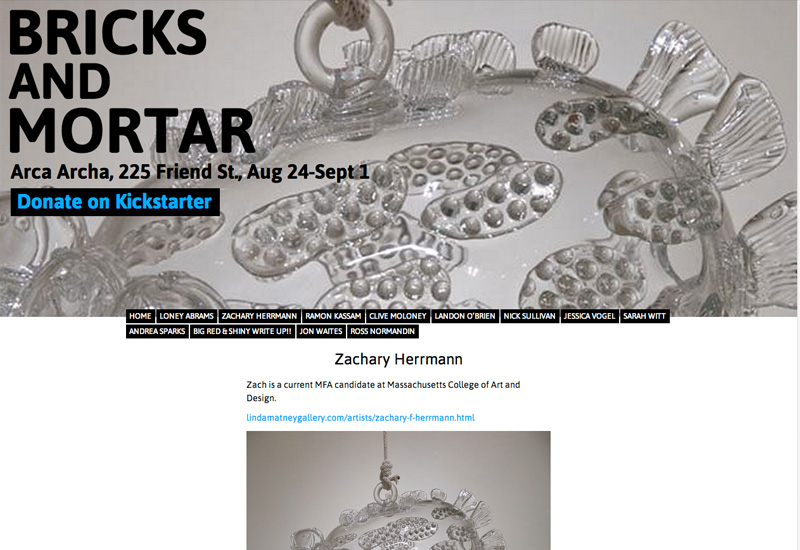 BRICKS
AND
MORTAR
Arca Archa, 225 Friend St., Aug 24-Sept 1
Donate on Kickstarter
HOME LONEY ABRAMS ZACHARY HERRMANN RAMON KASSAM CLIVE MOLONEY LANDON O'BRIEN NICK SULLIVAN JESSICA VOGEL SARAH WITT
ANDREA SPARKS BIG RED & SHINY WRITE UP!! JON WAITES ROSS NORMANDIN
Zachary Herrmann
Zach is a current MFA candidate at Massachusetts College of Art and
Design.
lindamatneygallery.com/artists/zachary-f-herrmann.html